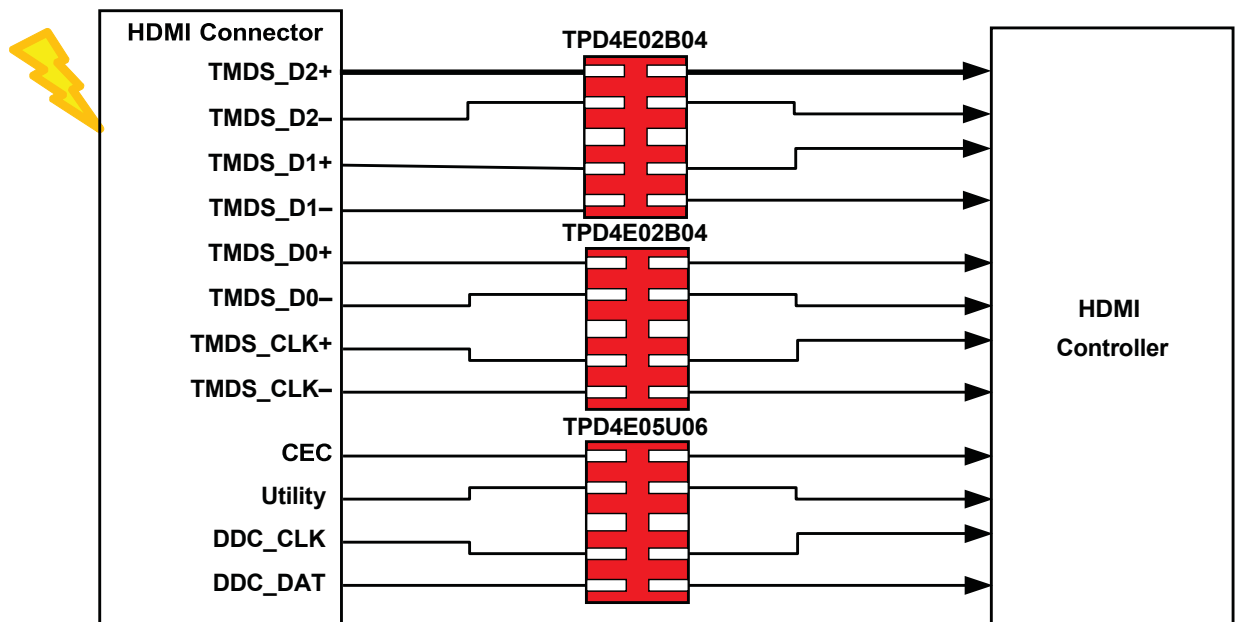 HDMI Connector
TPD4E02B04
TMDS_D2+
TMDS_D2–
TMDS_D1+
TMDS_D1–
TPD4E02B04
TMDS_D0+
TMDS_D0–
TMDS_CLK+
TMDS_CLK–
TPD4E05U06
CEC
Utility
DDC_CLK
DDC_DAT
HDMI
Controller